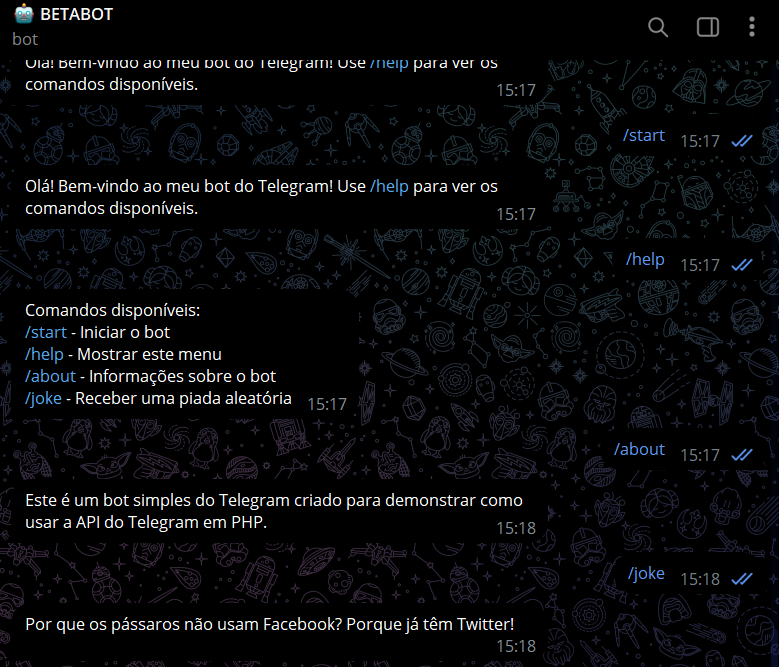 🤖 BETABOT
bot
Olá! Bem-vindo ao meu bot do Telegram! Use /help para ver os
comandos disponíveis.
15:17
/start 15:17
Olá! Bem-vindo ao meu bot do Telegram! Use /help para ver os
comandos disponíveis.
15:17
/help 15:17
Comandos disponíveis:
/start - Iniciar o bot
/help - Mostrar este menu
/about - Informações sobre o bot
/joke - Receber uma piada aleatória 15:17
/about 15:17
Este é um bot simples do Telegram criado para demonstrar como
usar a API do Telegram em PHP.
15:18
/joke 15:18
Por que os pássaros não usam Facebook? Porque já têm Twitter!
15:18